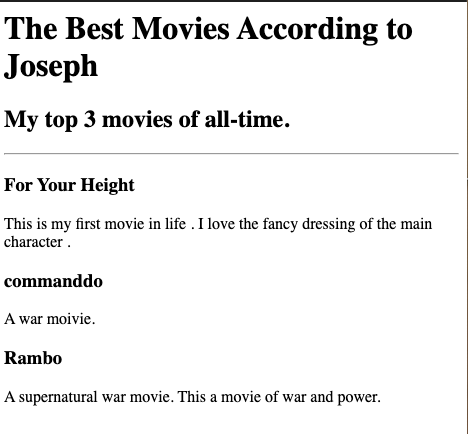 The Best Movies According to
Joseph
My top 3 movies of all-time.
For Your Height
This is my first movie in life . I love the fancy dressing of the main
character .
commanddo
A war moivie.
Rambo
A supernatural war movie. This a movie of war and power.